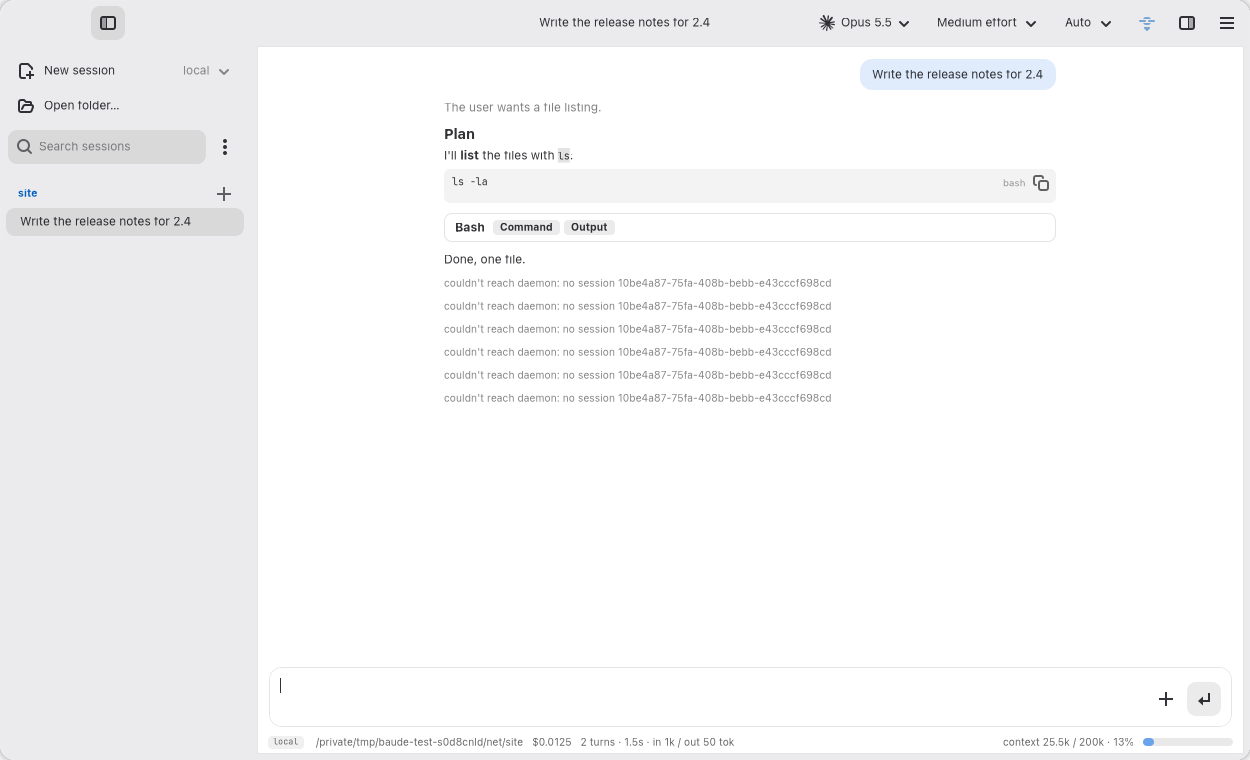 Write the release notes for 2.4
Opus 5.5
Medium effort
Auto
New session
local
Open folder...
Search sessions
site
Write the release notes for 2.4
Write the release notes for 2.4
The user wants a file listing.
Plan
I'll list the files with ls.
ls -la
bash
Bash Command Output
Done, one file.
couldn't reach daemon: no session 10be4a87-75fa-408b-bebb-e43cccf698cd
couldn't reach daemon: no session 10be4a87-75fa-408b-bebb-e43cccf698cd
couldn't reach daemon: no session 10be4a87-75fa-408b-bebb-e43cccf698cd
couldn't reach daemon: no session 10be4a87-75fa-408b-bebb-e43cccf698cd
couldn't reach daemon: no session 10be4a87-75fa-408b-bebb-e43cccf698cd
couldn't reach daemon: no session 10be4a87-75fa-408b-bebb-e43cccf698cd
local /private/tmp/baude-test-s0d8cnld/net/site $0.0125 2 turns · 1.5s · in 1k / out 50 tok
context 25.5k / 200k · 13%